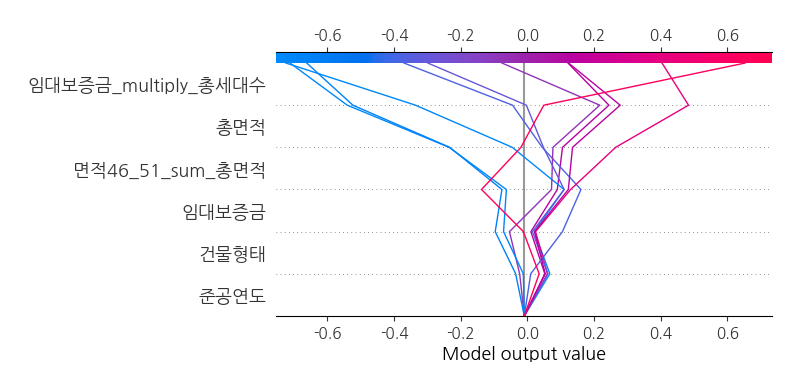 -0.6 -0.4 -0.2 0.0 0.2 0.4 0.6
임대보증금_multiply_총세대수
총면적
면적46_51_sum_총면적
임대보증금
건물형태
준공연도
-0.6 -0.4 -0.2 0.0 0.2 0.4 0.6
Model output value